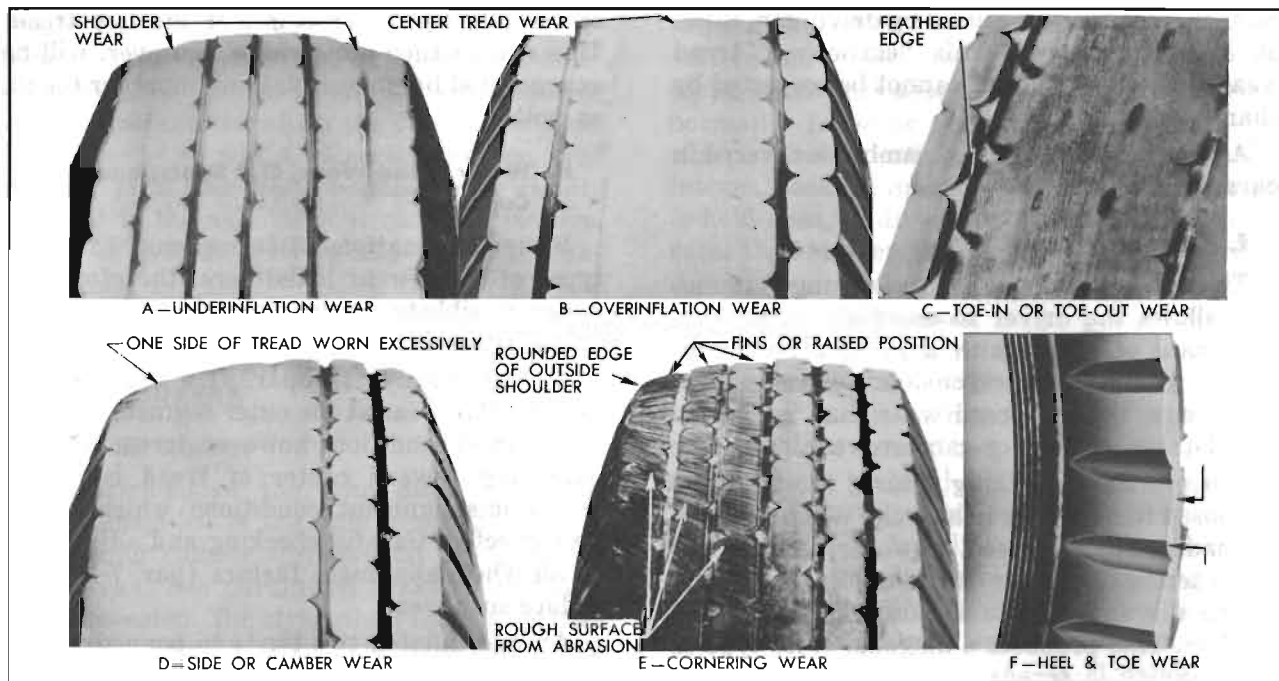 SHOULDER
WEAR
CENTER TREAD WEAR
FEATHERED
EDGE
A—UNDERINFLATION WEAR
B—OVERINFLATION WEAR
C—TOE-IN OR TOE-OUT WEAR
ONE SIDE OF TREAD WORN EXCESSIVELY
ROUNDED EDGE
OF OUTSIDE
SHOULDER
FINS OR RAISED POSITION
ROUGH SURFACE
FROM ABRASION
D—SIDE OR CAMBER WEAR
E—CORNERING WEAR
F—HEEL & TOE WEAR